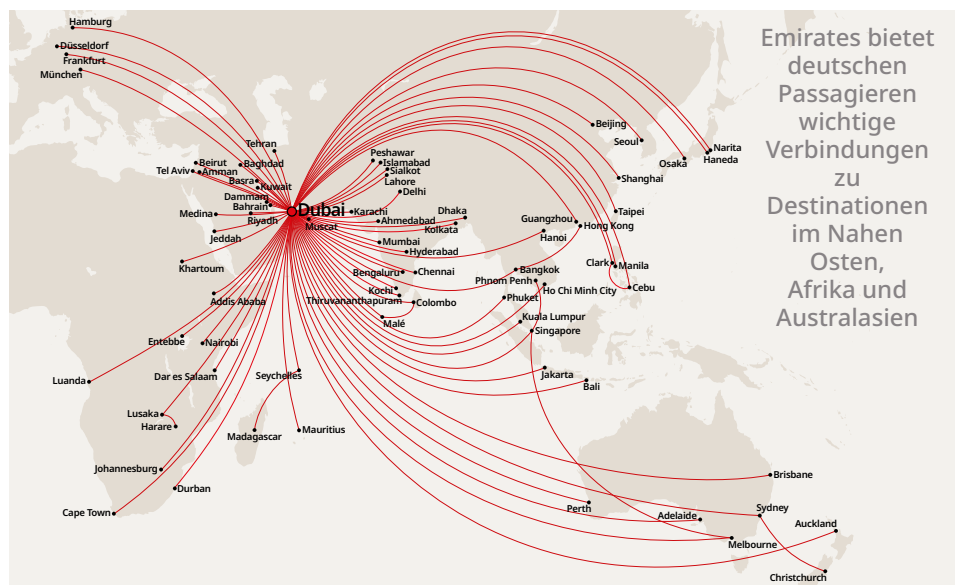 Hamburg
Düsseldorf
Frankfurt
München
Emirates bietet
deutschen
Passagieren
wichtige
Verbindungen
zu
Destinationen
im Nahen
Osten,
Afrika und
Australasien
Tehran
Beirut
Baghdad
Tel Aviv
Amman
Basra
Kuwait
Dammam
Bahrain
Medina
Riyadh
Jeddah
Dubai
Muscat
Peshawar
Islamabad
Sialkot
Lahore
Delhi
Karachi
Ahmedabad
Dhaka
Kolkata
Mumbai
Hyderabad
Bengaluru
Chennai
Kochi
Thiruvananthapuram
Colombo
Malé
Beijing
Seoul
Osaka
Narita
Haneda
Shanghai
Taipei
Guangzhou
Hong Kong
Hanoi
Clark
Manila
Bangkok
Phnom Penh
Ho Chi Minh City
Cebu
Phuket
Kuala Lumpur
Singapore
Jakarta
Bali
Khartoum
Addis Ababa
Entebbe
Nairobi
Luanda
Dar es Salaam
Seychelles
Lusaka
Harare
Madagascar
Mauritius
Johannesburg
Durban
Cape Town
Brisbane
Perth
Adelaide
Sydney
Auckland
Melbourne
Christchurch